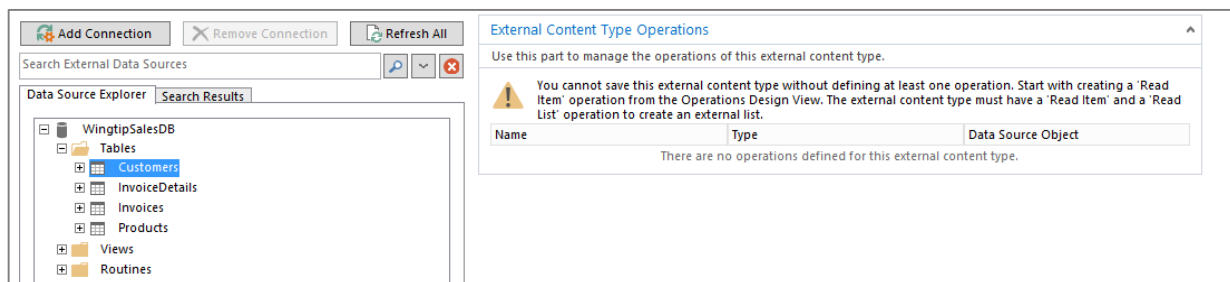 Add Connection
Remove Connection
Refresh All
Search External Data Sources
Data Source Explorer
Search Results
WingtipSalesDB
Tables
Customers
InvoiceDetails
Invoices
Products
Views
Routines
External Content Type Operations
Use this part to manage the operations of this external content type.
You cannot save this external content type without defining at least one operation. Start with creating a 'Read
Item' operation from the Operations Design View. The external content type must have a 'Read Item' and a 'Read
List' operation to create an external list.
Name Type Data Source Object
There are no operations defined for this external content type.